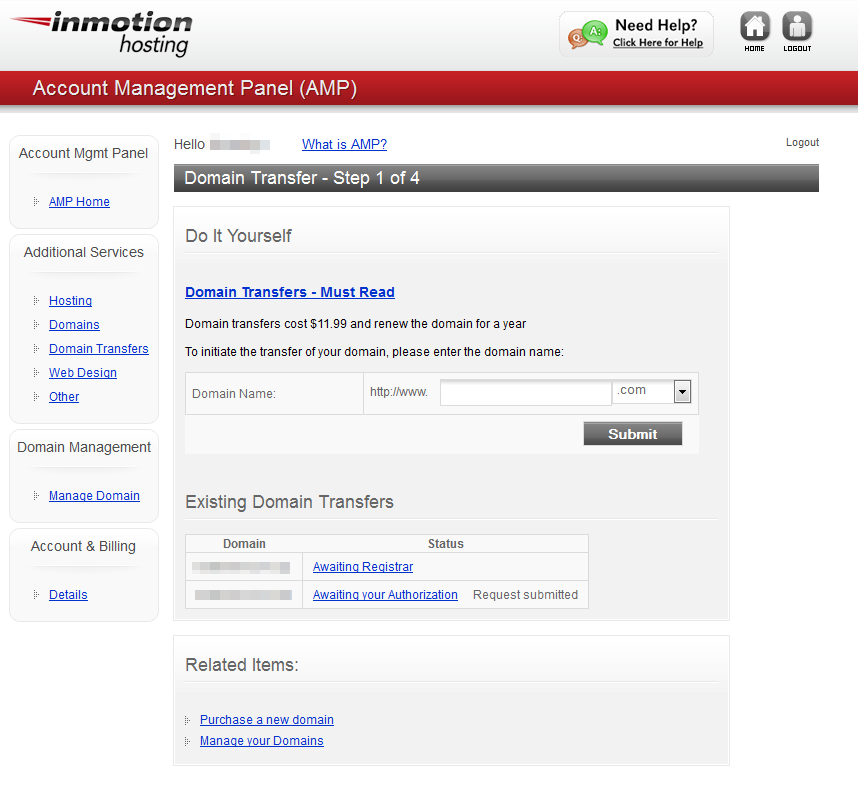 inmotion
hosting
Q: A:
Need Help?
Click Here for Help
HOME
LOGOUT
Account Management Panel (AMP)
Account Mgmt Panel
AMP Home
Additional Services
Hosting
Domains
Domain Transfers
Web Design
Other
Domain Management
Manage Domain
Account & Billing
Details
Hello
What is AMP?
Logout
Domain Transfer - Step 1 of 4
Do It Yourself
Domain Transfers - Must Read
Domain transfers cost $11.99 and renew the domain for a year
To initiate the transfer of your domain, please enter the domain name:
Domain Name: http://www. .com
Submit
Existing Domain Transfers
Domain Status
Awaiting Registrar
Awaiting your Authorization Request submitted
Related Items:
Purchase a new domain
Manage your Domains